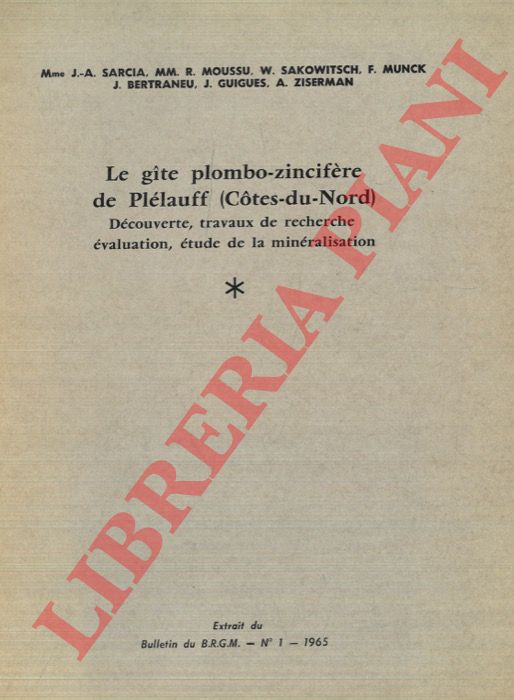 Mme J.-A. SARCIA, MM. R. MOUSSU, W. SAKOWITSCH, F. MUNCK
J. BERTRANEU, J. GUIGUES, A. ZISERMAN
Le gîte plombo-zincifère
de Plélauff (Côtes-du-Nord)
Découverte, travaux de recherche
évaluation, étude de la minéralisation
*
LIBRERIA PIANI
Extrait du
Bulletin du B.R.G.M. — N° 1 — 1965